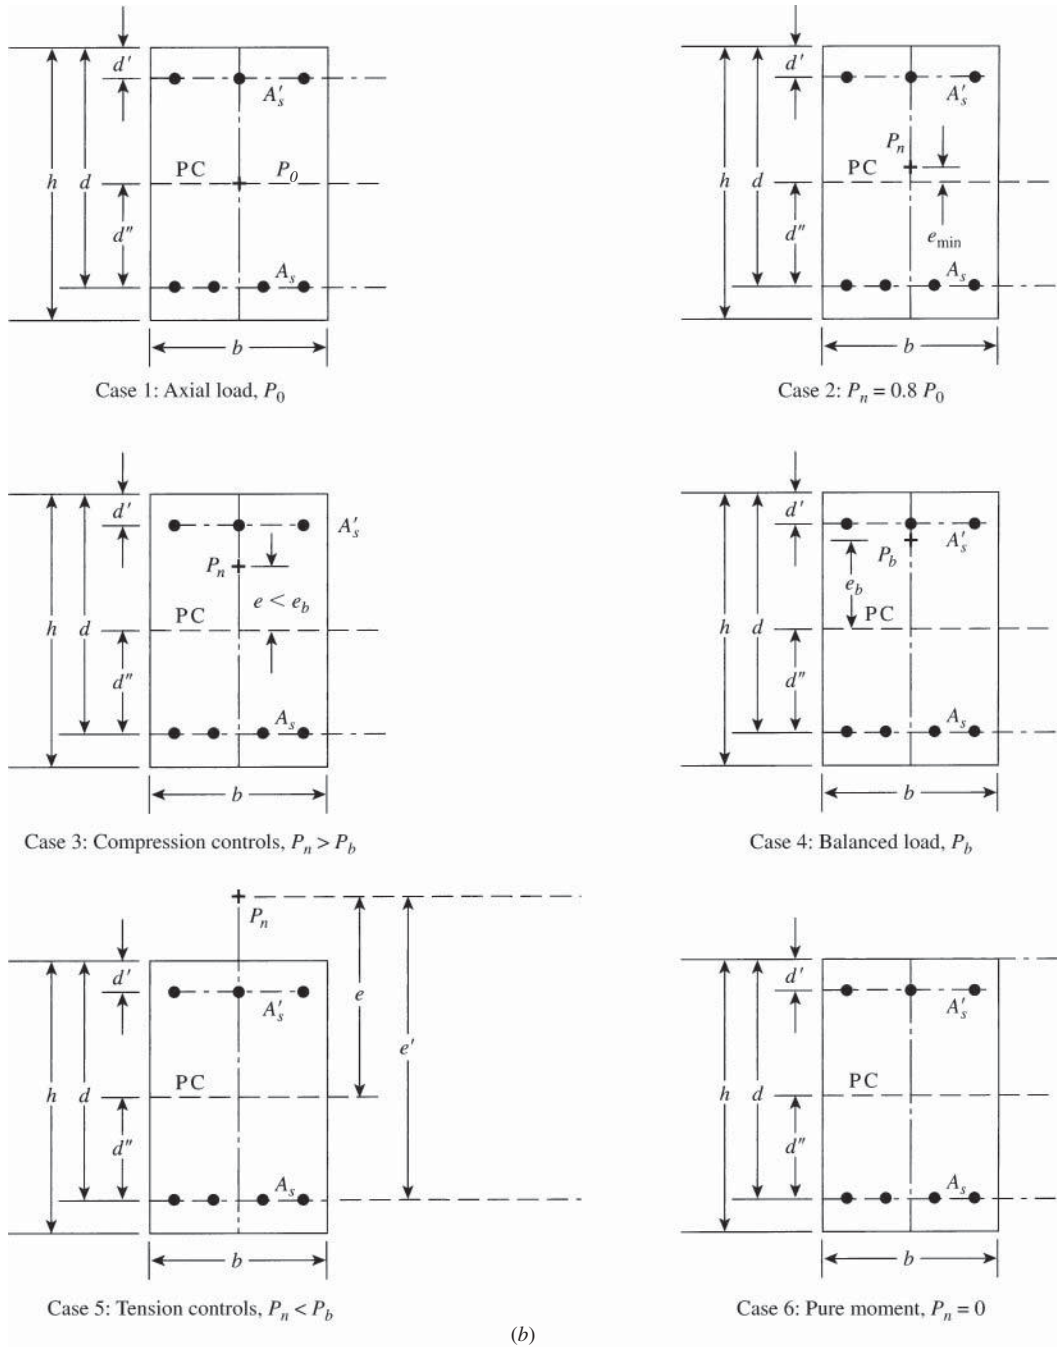 d'
A's
PC
P0
h
d
d"
As
b
Case 1: Axial load, P0
d'
A's
Pn
PC
h
d
d"
emin
As
b
Case 2: Pn = 0.8 P0
d'
A's
Pn
e < eb
PC
h
d
d"
As
b
Case 3: Compression controls, Pn > Pb
d'
Pb
A's
eb
PC
h
d
d"
As
b
Case 4: Balanced load, Pb
Pn
d'
A's
e
e'
PC
h
d
d"
As
b
Case 5: Tension controls, Pn < Pb
d'
A's
PC
h
d
d"
As
b
Case 6: Pure moment, Pn = 0
(b)